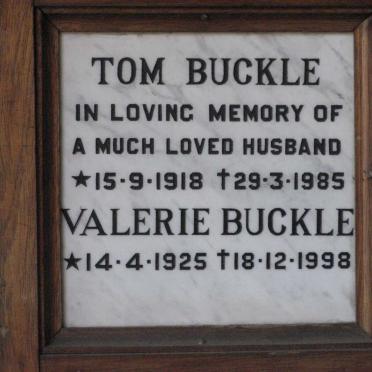 TOM BUCKLE
IN LOVING MEMORY OF
A MUCH LOVED HUSBAND
★15·9·1918 †29·3·1985
VALERIE BUCKLE
★14·4·1925 †18·12·1998